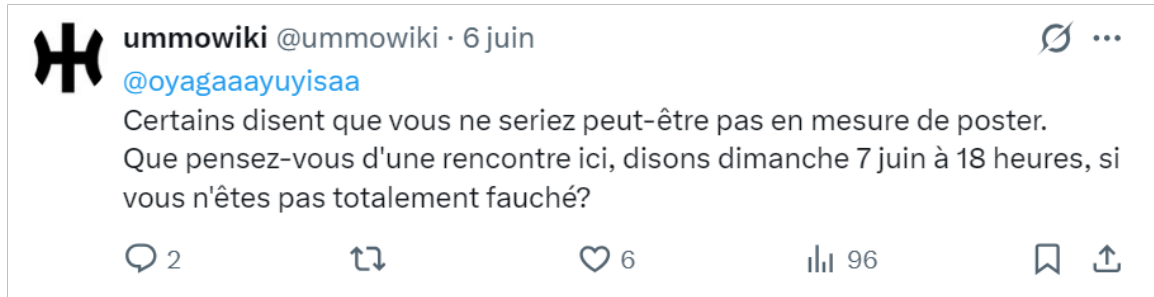 ummowiki @ummowiki · 6 juin
@oyagaaayuyisaa
Certains disent que vous ne seriez peut-être pas en mesure de poster.
Que pensez-vous d'une rencontre ici, disons dimanche 7 juin à 18 heures, si
vous n'êtes pas totalement fauché?
2 6 96